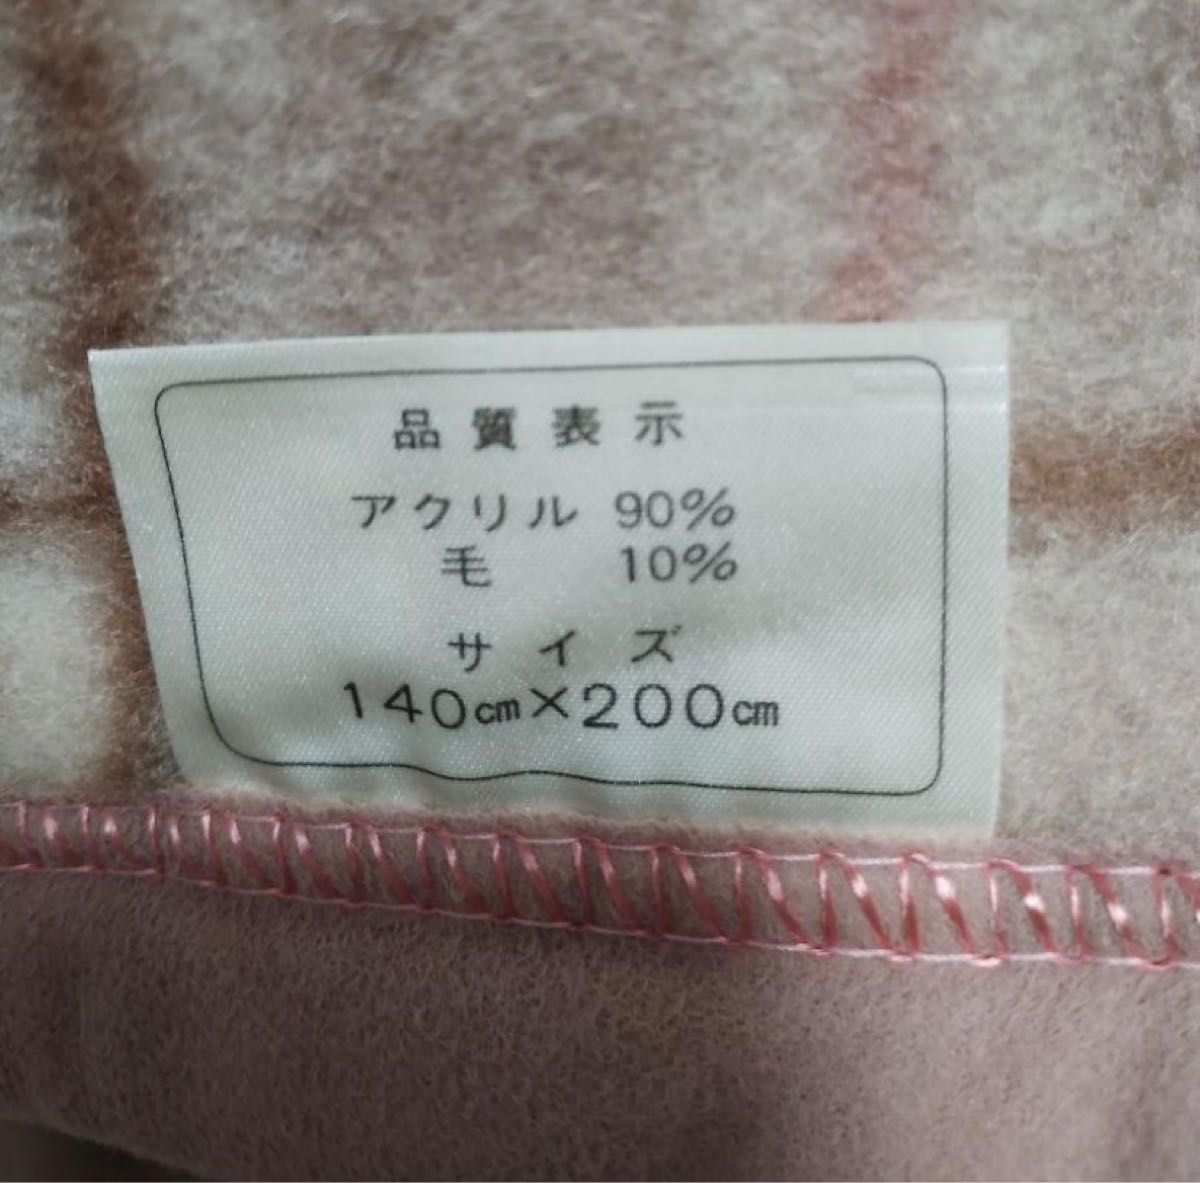 品質表示
アクリル 90%
毛 10%
サイズ
140cm×200cm